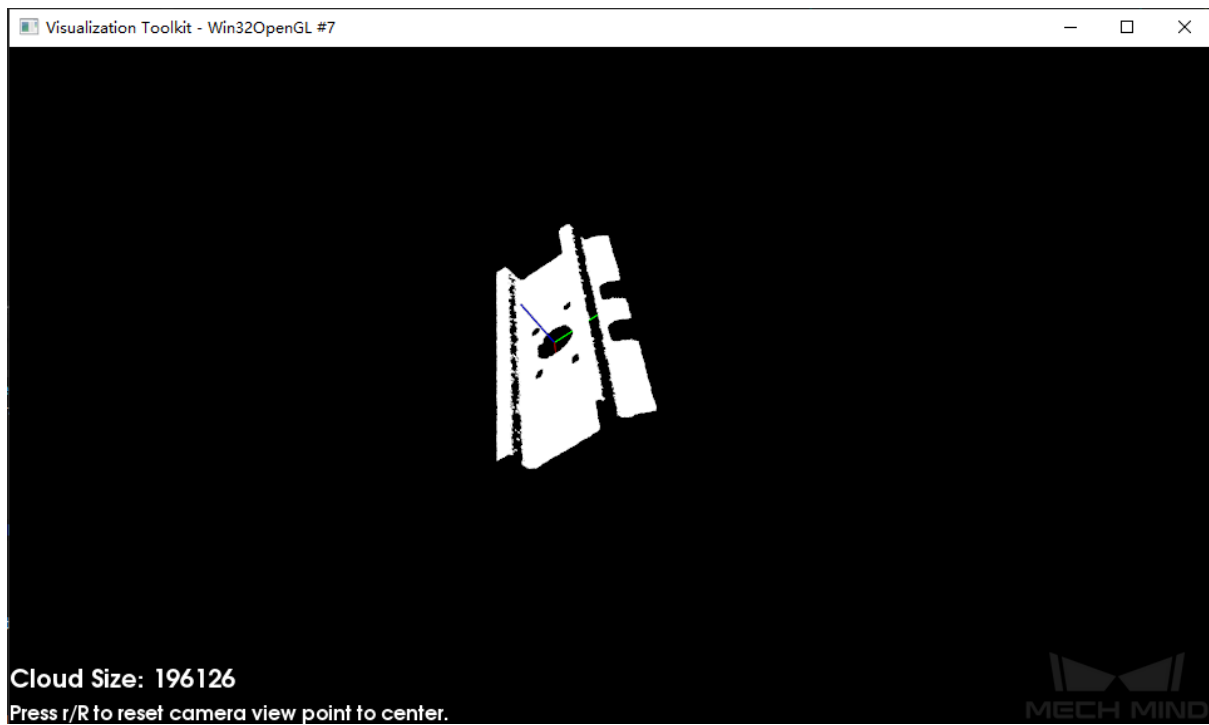 Visualization Toolkit - Win32OpenGL #7
Cloud Size: 196126
Press r/R to reset camera view point to center.
MECH MIND